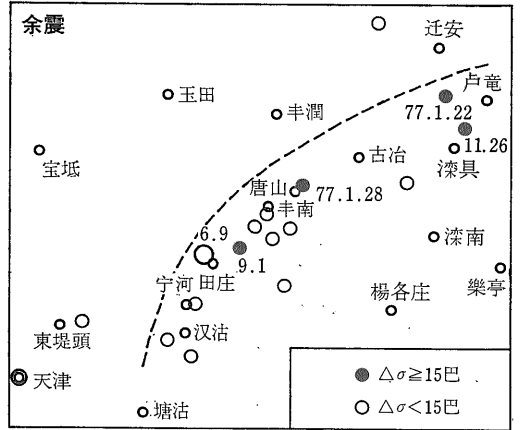 余震
迁安
玉田
丰潤
卢竜
77.1.22
11.26
宝坻
古冶
滦具
唐山
77.1.28
丰南
6.9
滦南
9.1
宁河
田庄
樂亭
楊各庄
東堤頭
汉沽
天津
塘沽
△σ≧15巴
△σ<15巴